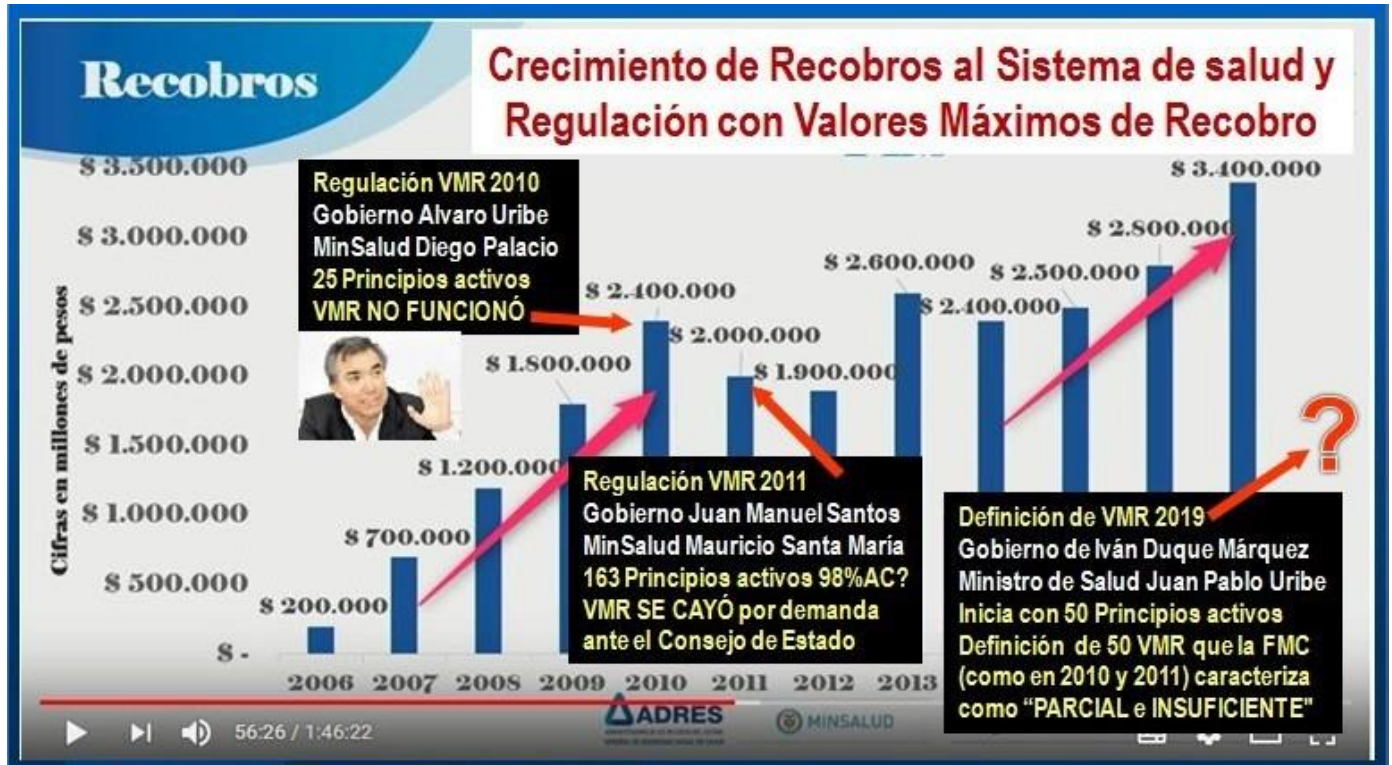 Recobros
Crecimiento de Recobros al Sistema de salud y
Regulación con Valores Máximos de Recobro
Cifras en millones de pesos
$ 3.500.000
$ 3.000.000
$ 2.500.000
$ 2.000.000
$ 1.500.000
$ 1.000.000
$ 500.000
$ -
Regulación VMR 2010
Gobierno Alvaro Uribe
MinSalud Diego Palacio
25 Principios activos
VMR NO FUNCIONÓ
$ 200.000
$ 700.000
$ 1.200.000
$ 1.800.000
$ 2.400.000
$ 2.000.000
$ 1.900.000
$ 2.600.000
$ 2.400.000
$ 2.500.000
$ 2.800.000
$ 3.400.000
Regulación VMR 2011
Gobierno Juan Manuel Santos
MinSalud Mauricio Santa María
163 Principios activos 98%AC?
VMR SE CAYÓ por demanda
ante el Consejo de Estado
?
Definición de VMR 2019
Gobierno de Iván Duque Márquez
Ministro de Salud Juan Pablo Uribe
Inicia con 50 Principios activos
Definición de 50 VMR que la FMC
(como en 2010 y 2011) caracteriza
como “PARCIAL e INSUFICIENTE"
2006 2007 2008 2009 2010 2011 2012 2013
56:26 / 1:46:22
ADRES
MINSALUD